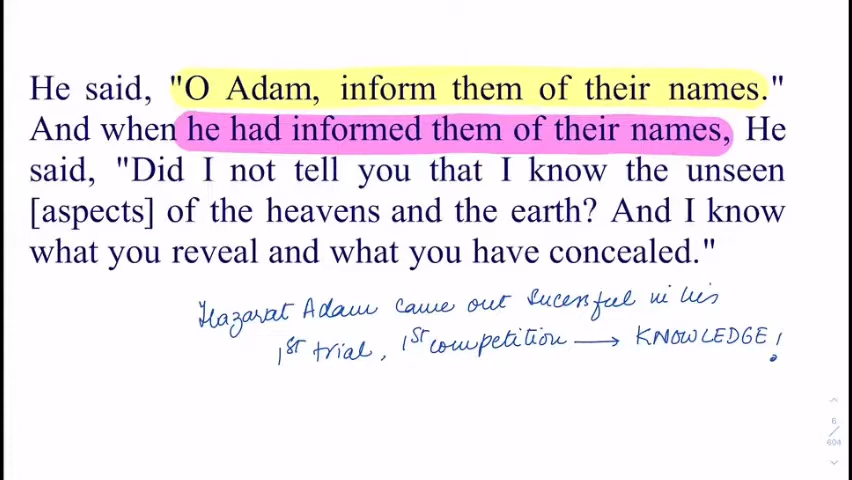 He said, "O Adam, inform them of their names."
And when he had informed them of their names, He
said, "Did I not tell you that I know the unseen
[aspects] of the heavens and the earth? And I know
what you reveal and what you have concealed."
Hazarat Adam came out sucessful in his
1st trial, 1st competition → KNOWLEDGE!
6
/
604